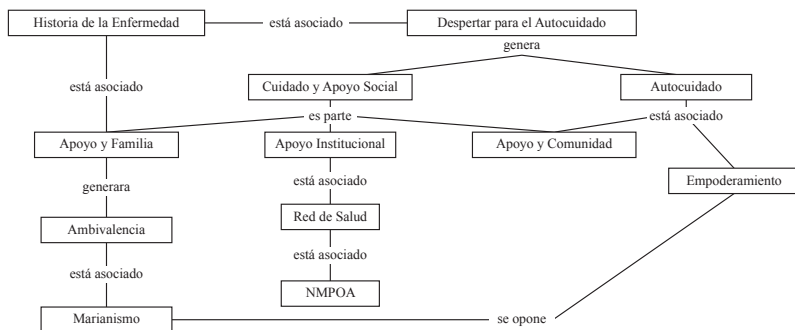 Historia de la Enfermedad
está asociado
Despertar para el Autocuidado
genera
está asociado
Cuidado y Apoyo Social
Autocuidado
es parte
está asociado
Apoyo y Familia
Apoyo Institucional
Apoyo y Comunidad
generara
está asociado
Empoderamiento
Ambivalencia
Red de Salud
está asociado
está asociado
NMPOA
Marianismo
se opone